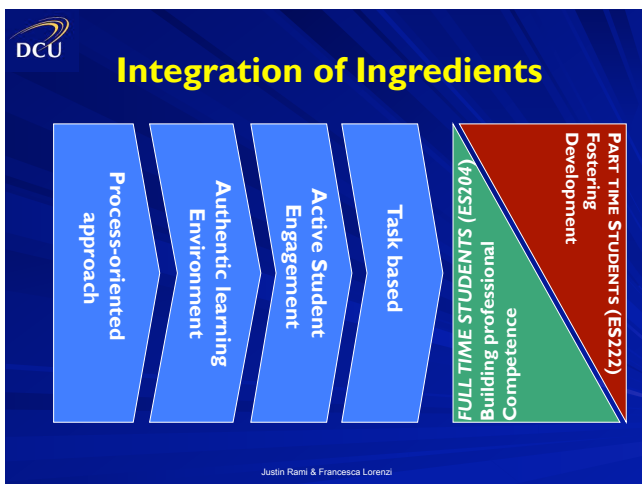 DCU
Integration of Ingredients
Process-oriented
approach
Authentic learning
Environment
Active Student
Engagement
Task based
FULL TIME STUDENTS (ES204)
Building professional
Competence
PART TIME STUDENTS (ES222)
Fostering
Development
Justin Rami & Francesca Lorenzi